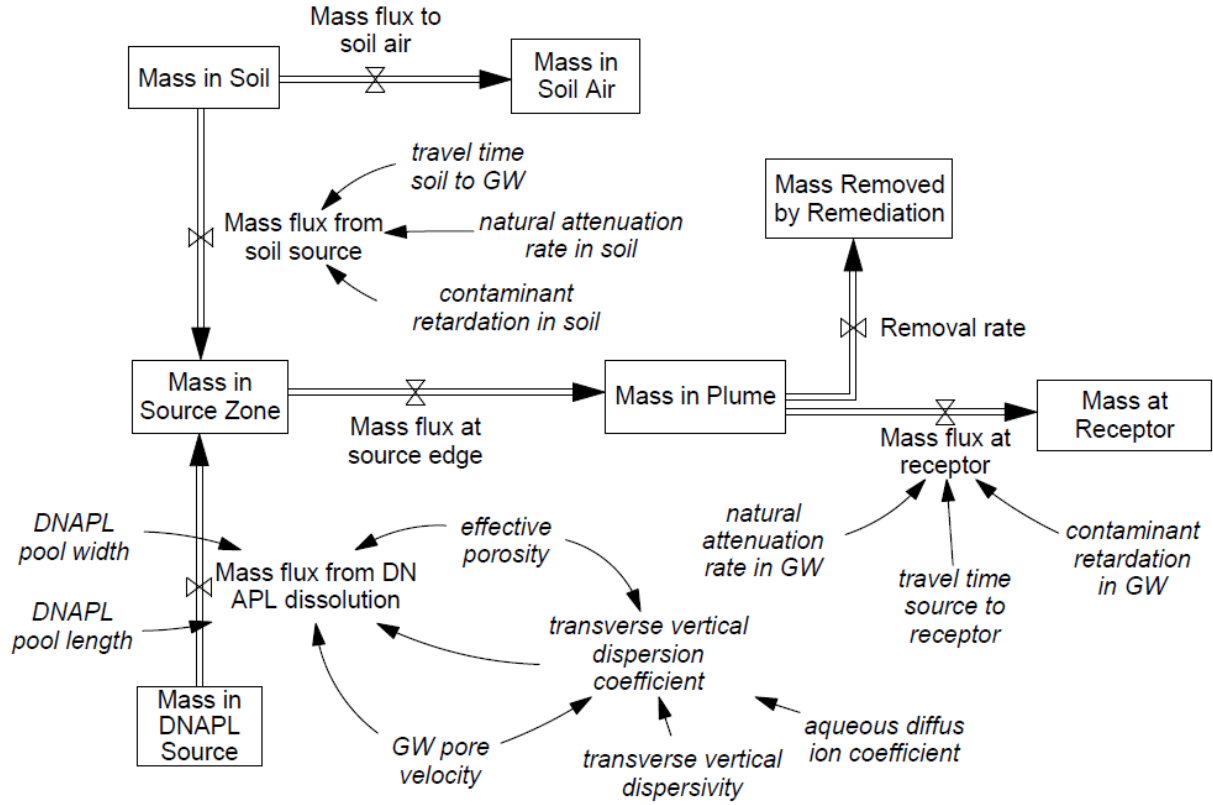 Mass flux to
soil air
Mass in Soil
Mass in
Soil Air
travel time
soil to GW
Mass flux from
soil source
natural attenuation
rate in soil
contaminant
retardation in soil
Mass Removed
by Remediation
Removal rate
Mass in
Source Zone
Mass flux at
source edge
Mass in Plume
Mass flux at
receptor
Mass at
Receptor
natural
attenuation
rate in GW
travel time
source to
receptor
contaminant
retardation
in GW
DNAPL
pool width
DNAPL
pool length
Mass flux from DN
APL dissolution
effective
porosity
transverse vertical
dispersion
coefficient
Mass in
DNAPL
Source
GW pore
velocity
transverse vertical
dispersivity
aqueous diffus
ion coefficient